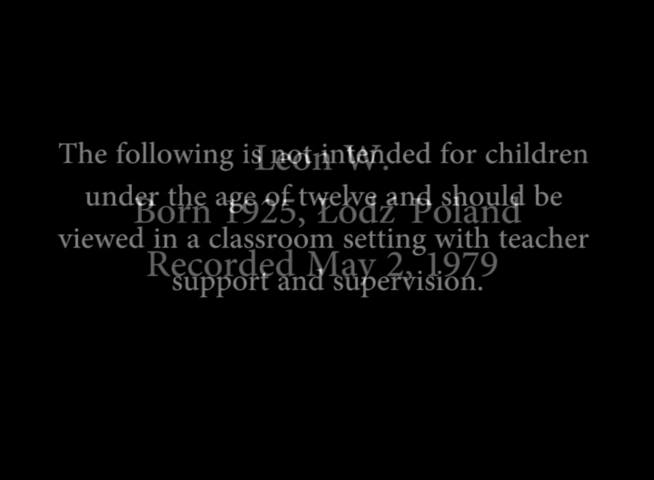 The following is not intended for children
under the age of twelve and should be
viewed in a classroom setting with teacher
support and supervision.
Leon W.
Born 1925, Łódź Poland
Recorded May 2, 1979